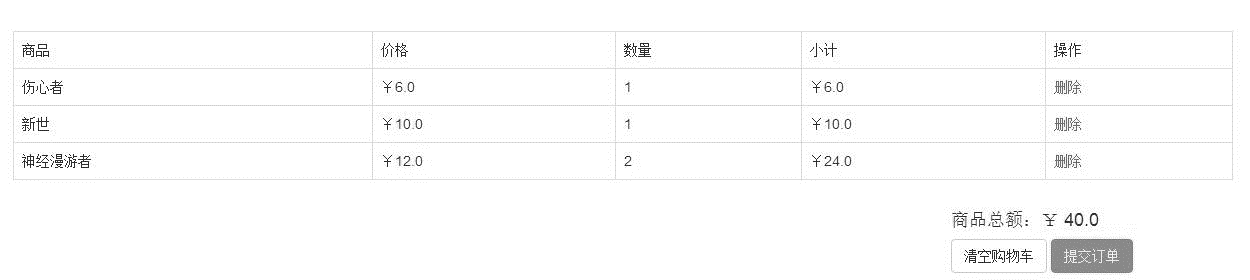 商品 价格 数量 小计 操作
伤心者 ￥6.0 1 ￥6.0 删除
新世 ￥10.0 1 ￥10.0 删除
神经漫游者 ￥12.0 2 ￥24.0 删除
商品总额：￥ 40.0
清空购物车 提交订单